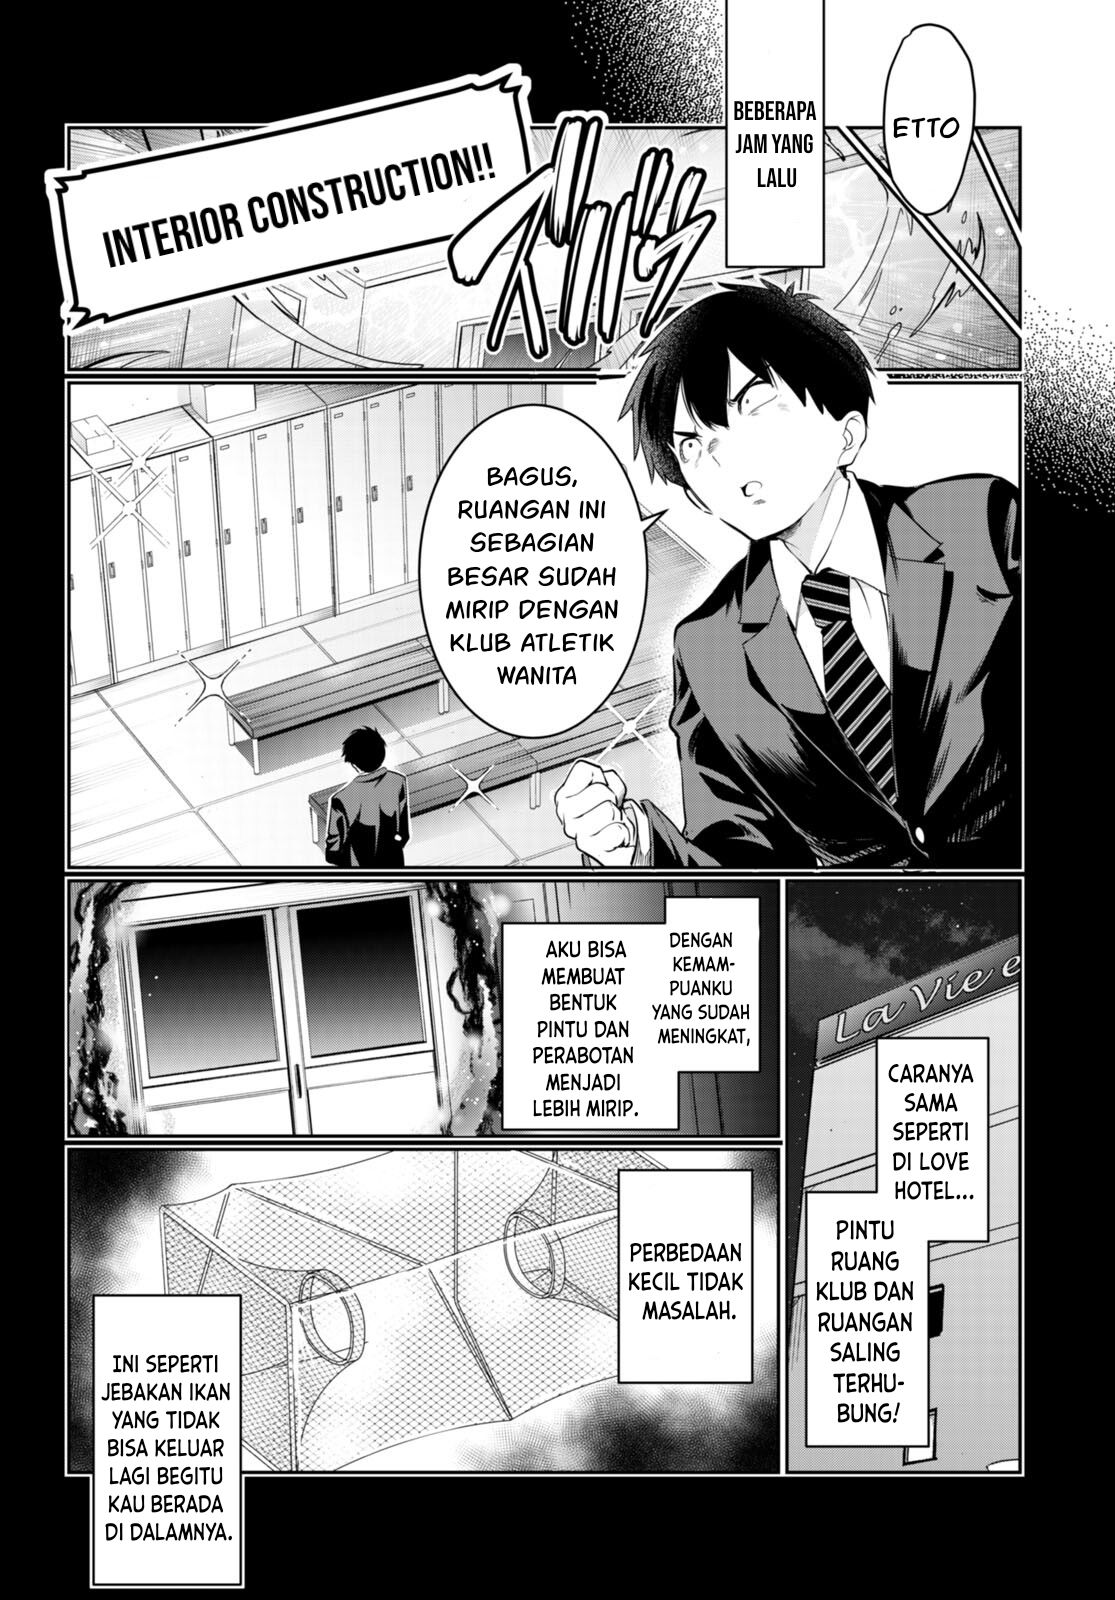 ETTO
BEBERAPA
JAM YANG
LALU
INTERIOR CONSTRUCTION!!
BAGUS,
RUANGAN INI
SEBAGIAN
BESAR SUDAH
MIRIP DENGAN
KLUB ATLETIK
WANITA
La Vie e
CARANYA
SAMA
SEPERTI
DI LOVE
HOTEL...
PINTU
RUANG
KLUB DAN
RUANGAN
SALING
TERHU-
BUNG!
DENGAN
KEMAM-
PUANKU
YANG SUDAH
MENINGKAT,
AKU BISA
MEMBUAT
BENTUK
PINTU DAN
PERABOTAN
MENJADI
LEBIH MIRIP.
PERBEDAAN
KECIL TIDAK
MASALAH.
INI SEPERTI
JEBAKAN IKAN
YANG TIDAK
BISA KELUAR
LAGI BEGITU
KAU BERADA
DI DALAMNYA.